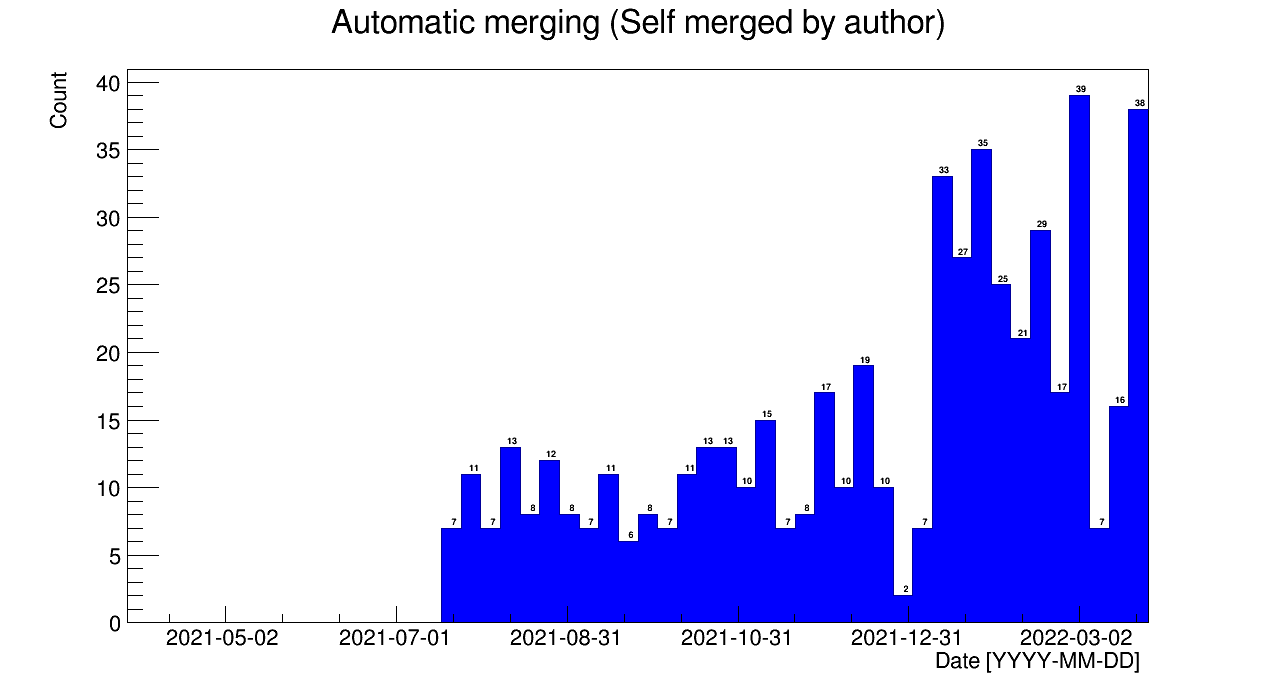 Automatic merging (Self merged by author)
Count
40
35
30
25
20
15
10
5
0
7 11 7 13 8 12 8 7 11 6 8 7 11 13 13 10 15 7 8 17 10 19 10 2 7 33 27 35 25 21 29 17 39 7 16 38
2021-05-02 2021-07-01 2021-08-31 2021-10-31 2021-12-31 2022-03-02
Date [YYYY-MM-DD]